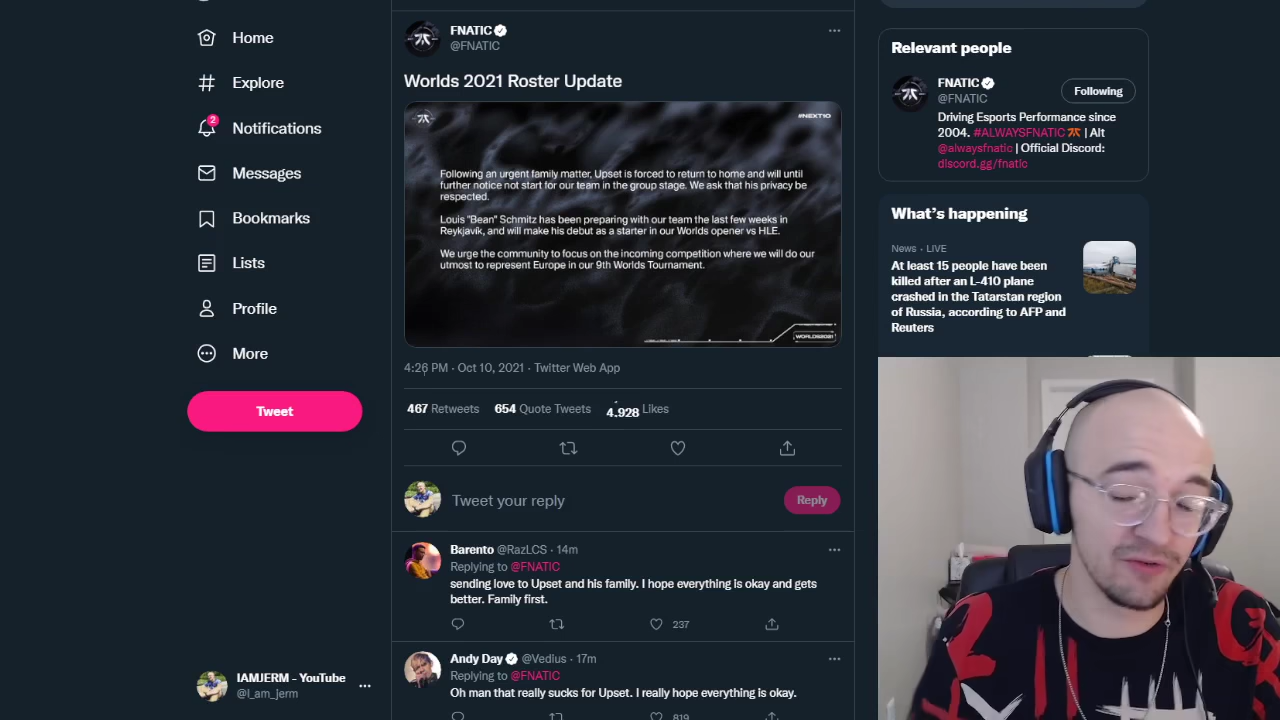 Home
Explore
2
Notifications
Messages
Bookmarks
Lists
Profile
More
Tweet
IAMJERM - YouTube
@I_am_jerm
FNATIC
@FNATIC
Worlds 2021 Roster Update
#NEXT10
Following an urgent family matter, Upset is forced to return to home and will until
further notice not start for our team in the group stage. We ask that his privacy be
respected.
Louis "Bean" Schmitz has been preparing with our team the last few weeks in
Reykjavík, and will make his debut as a starter in our Worlds opener vs HLE.
We urge the community to focus on the incoming competition where we will do our
utmost to represent Europe in our 9th Worlds Tournament.
WORLDS2021
4:26 PM · Oct 10, 2021 · Twitter Web App
467 Retweets 654 Quote Tweets 4,928 Likes
Tweet your reply
Reply
Barento @RazLCS · 14m
Replying to @FNATIC
sending love to Upset and his family. I hope everything is okay and gets
better. Family first.
237
Andy Day @Vedius · 17m
Replying to @FNATIC
Oh man that really sucks for Upset. I really hope everything is okay.
819
Relevant people
FNATIC
@FNATIC
Following
Driving Esports Performance since
2004. #ALWAYSFNATIC | Alt
@alwaysfnatic | Official Discord:
discord.gg/fnatic
What's happening
News · LIVE
At least 15 people have been
killed after an L-410 plane
crashed in the Tatarstan region
of Russia, according to AFP and
Reuters